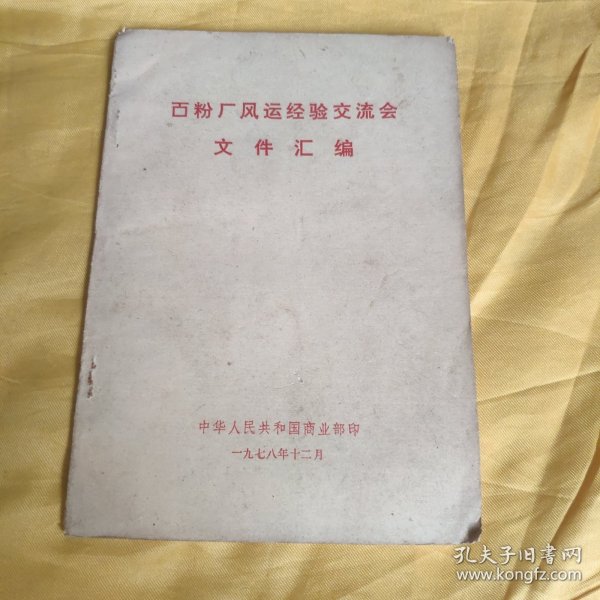 面粉厂风运经验交流会
文件汇编
中华人民共和国商业部印
一九七八年十二月
孔夫子旧书网
www.kongfz.com